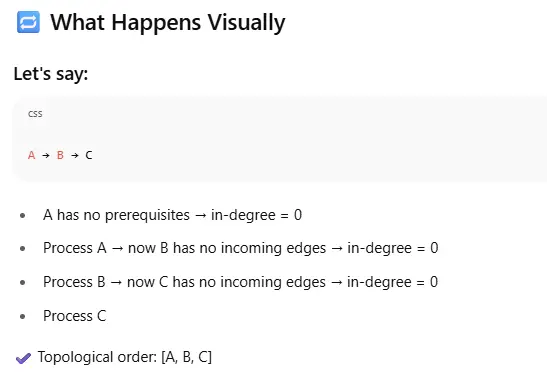 🔁 What Happens Visually
Let's say:
css
A → B → C
• A has no prerequisites → in-degree = 0
• Process A → now B has no incoming edges → in-degree = 0
• Process B → now C has no incoming edges → in-degree = 0
• Process C
✔ Topological order: [A, B, C]